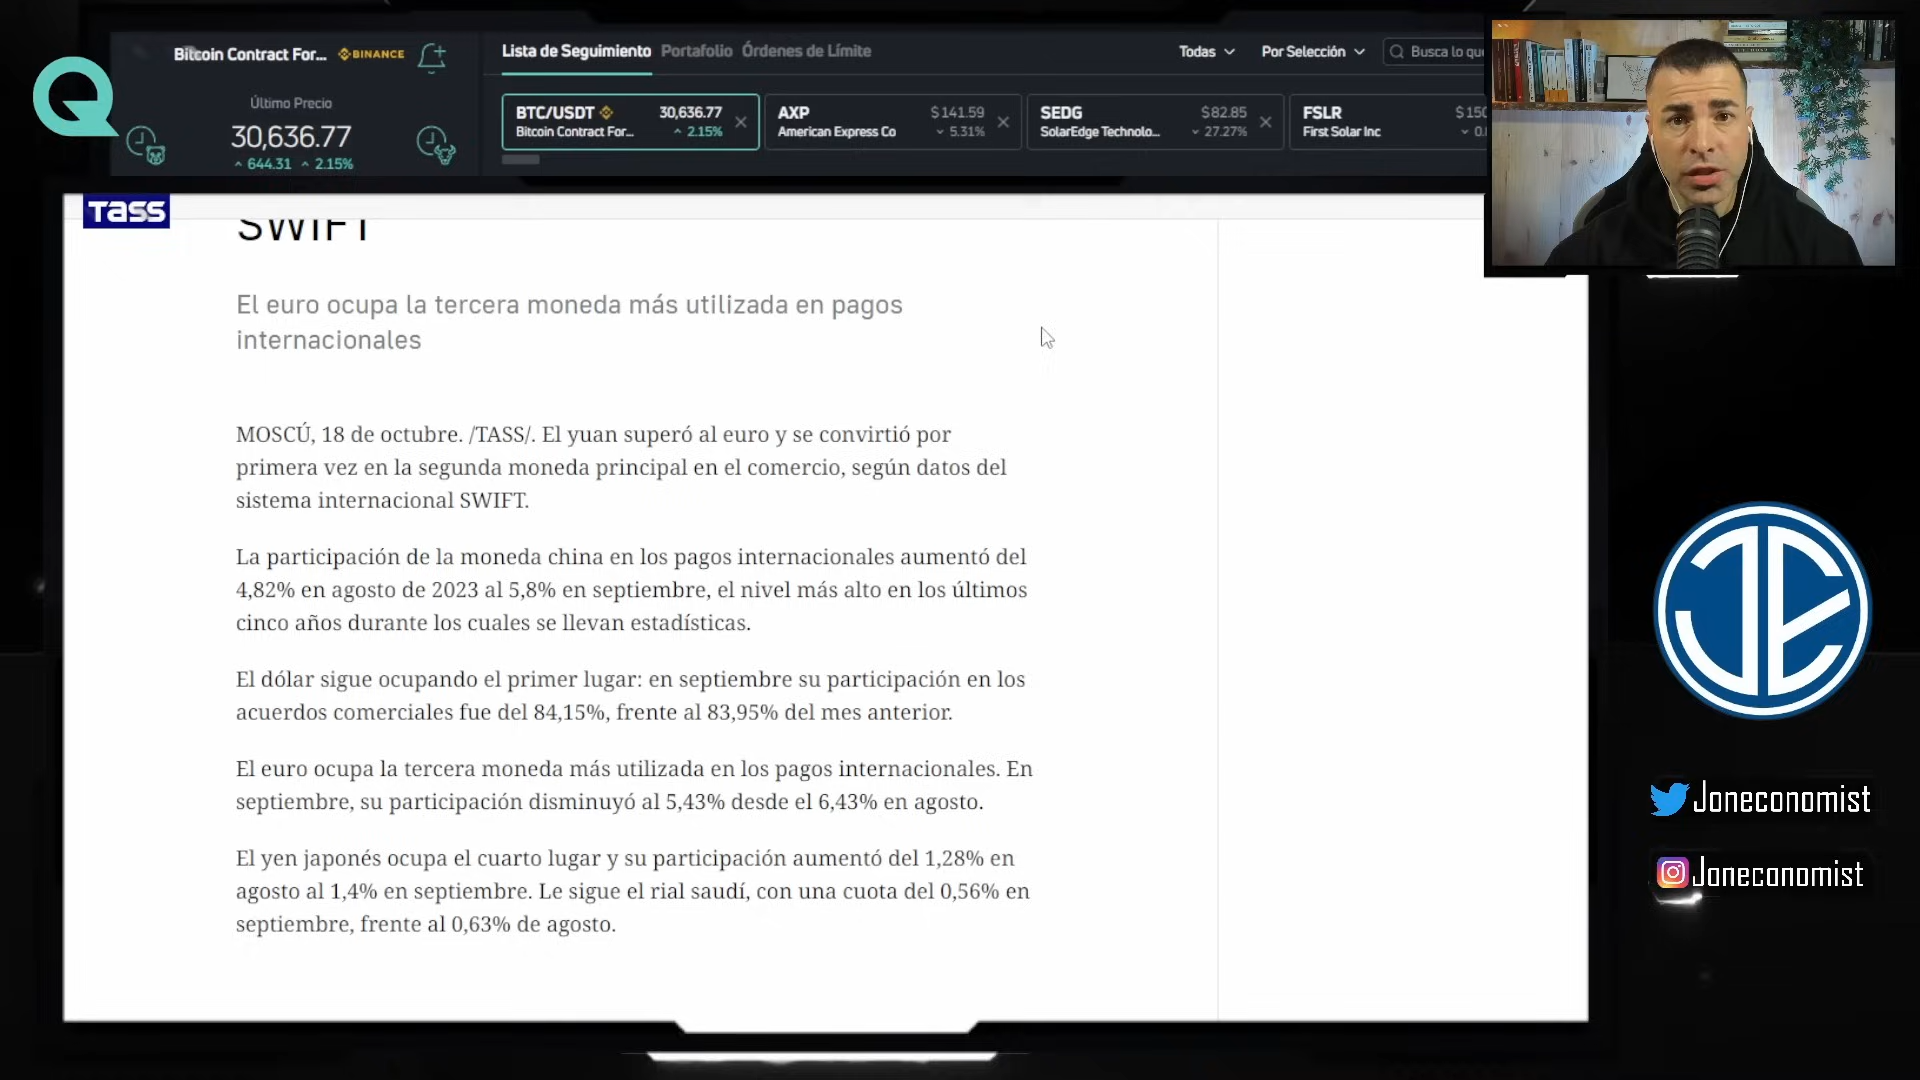 Bitcoin Contract For... BINANCE
Último Precio
30,636.77
644.31 2.15%
Lista de Seguimiento Portafolio Órdenes de Límite
Todas Por Selección
BTC/USDT 30,636.77
Bitcoin Contract For... 2.15%
AXP $141.59
American Express Co 5.31%
SEDG $82.85
SolarEdge Technolo... 27.27%
FSLR
First Solar Inc
TASS
SWIFT
El euro ocupa la tercera moneda más utilizada en pagos
internacionales
MOSCÚ, 18 de octubre. /TASS/. El yuan superó al euro y se convirtió por
primera vez en la segunda moneda principal en el comercio, según datos del
sistema internacional SWIFT.
La participación de la moneda china en los pagos internacionales aumentó del
4,82% en agosto de 2023 al 5,8% en septiembre, el nivel más alto en los últimos
cinco años durante los cuales se llevan estadísticas.
El dólar sigue ocupando el primer lugar: en septiembre su participación en los
acuerdos comerciales fue del 84,15%, frente al 83,95% del mes anterior.
El euro ocupa la tercera moneda más utilizada en los pagos internacionales. En
septiembre, su participación disminuyó al 5,43% desde el 6,43% en agosto.
El yen japonés ocupa el cuarto lugar y su participación aumentó del 1,28% en
agosto al 1,4% en septiembre. Le sigue el rial saudí, con una cuota del 0,56% en
septiembre, frente al 0,63% de agosto.
JE
Joneconomist
Joneconomist